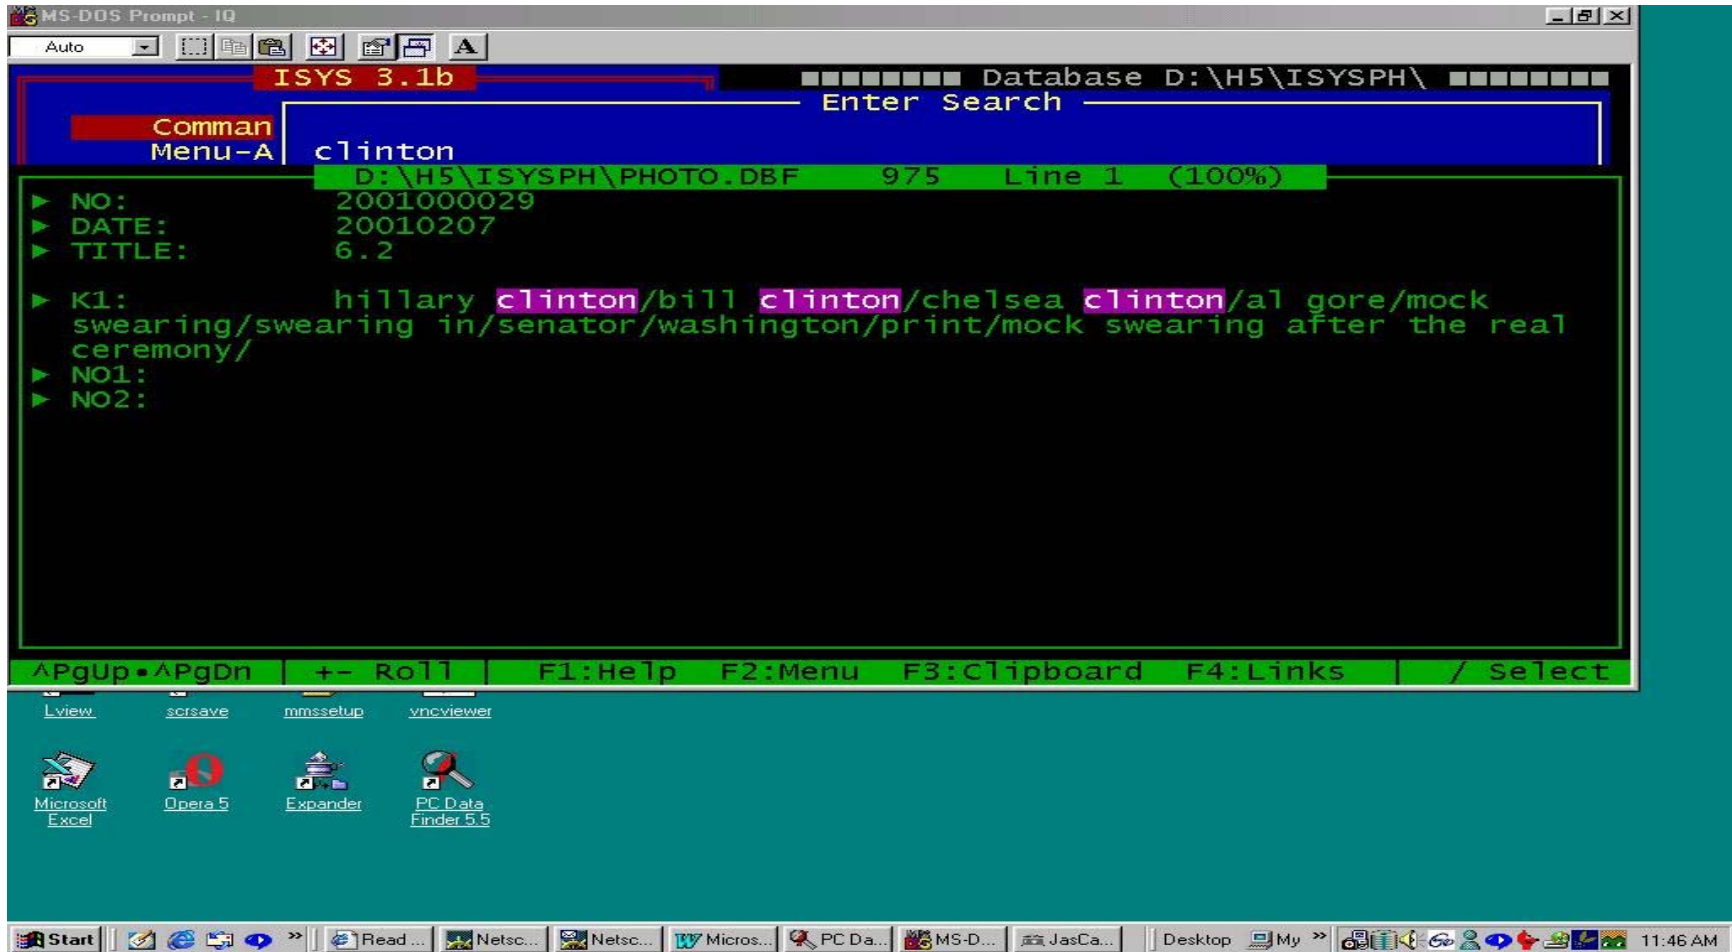 MS-DOS Prompt - IQ
Auto
A
ISYS 3.1b
Database D:\H5\ISYSPH\
Enter Search
Comman
Menu-A
clinton
D:\H5\ISYSPH\PHOTO.DBF 975 Line 1 (100%)
NO: 2001000029
DATE: 20010207
TITLE: 6.2
K1: hillary clinton/bill clinton/chelsea clinton/al gore/mock
swearing/swearing in/senator/washington/print/mock swearing after the real
ceremony/
NO1:
NO2:
^PgUp•^PgDn | +- Roll | F1:Help F2:Menu F3:Clipboard F4:Links | / Select
Lview scrsave mmssetup vncviewer
Microsoft Excel
Opera 5
Expander
PC Data
Finder 5.5
Start Read ... Netsc... Netsc... Micros... PC Da... MS-D... JasCa... Desktop My » 11:46 AM